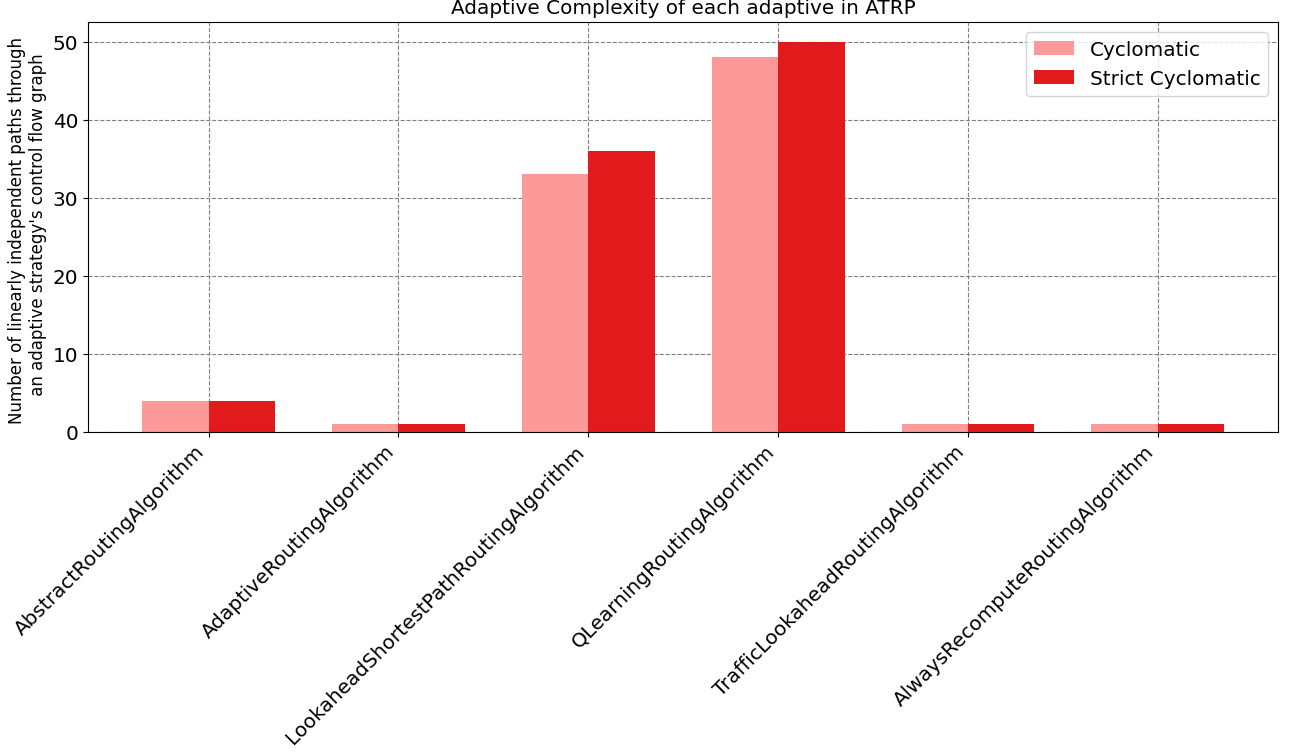 Adaptive Complexity of each adaptive in ATRP
Number of linearly independent paths through
an adaptive strategy's control flow graph
50
40
30
20
10
0
Cyclomatic
Strict Cyclomatic
AbstractRoutingAlgorithm
AdaptiveRoutingAlgorithm
LookaheadShortestPathRoutingAlgorithm
QLearningRoutingAlgorithm
TrafficLookaheadRoutingAlgorithm
AlwaysRecomputeRoutingAlgorithm